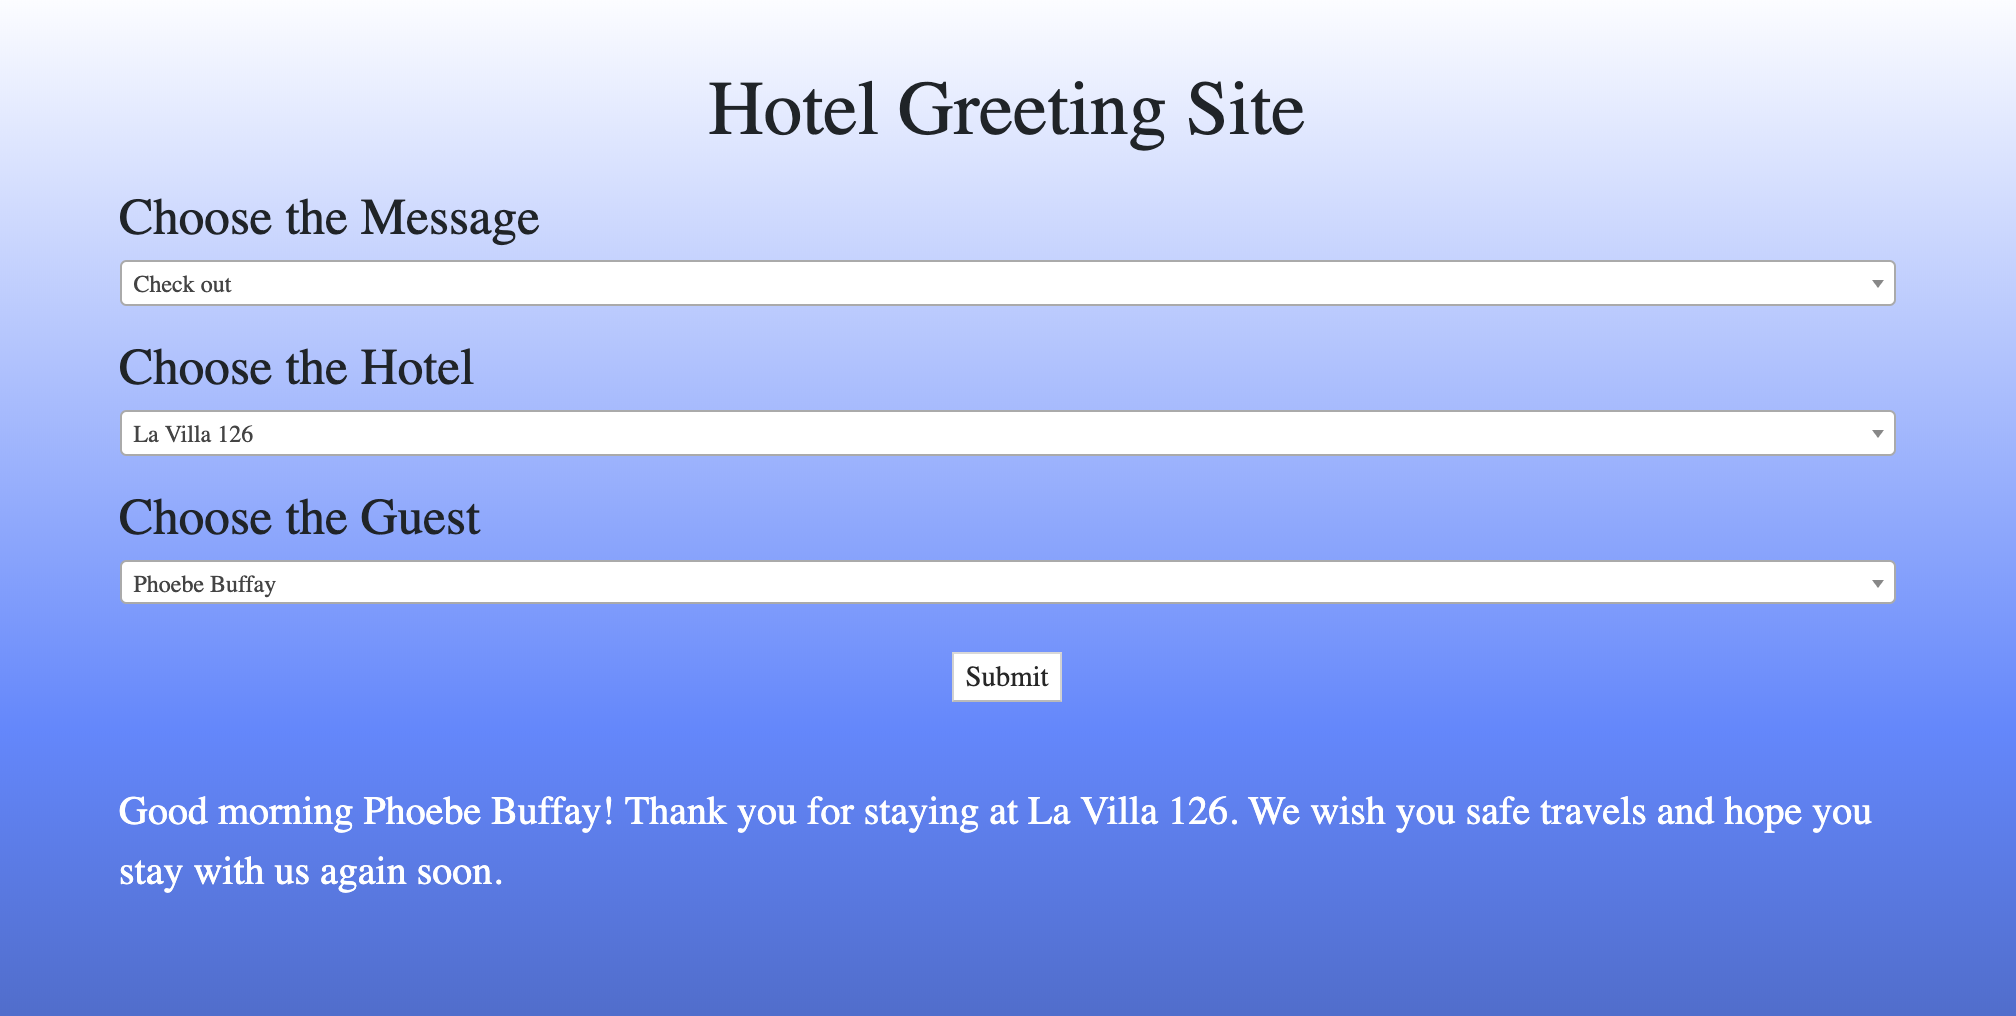 Hotel Greeting Site
Choose the Message
Check out
Choose the Hotel
La Villa 126
Choose the Guest
Phoebe Buffay
Submit
Good morning Phoebe Buffay! Thank you for staying at La Villa 126. We wish you safe travels and hope you
stay with us again soon.